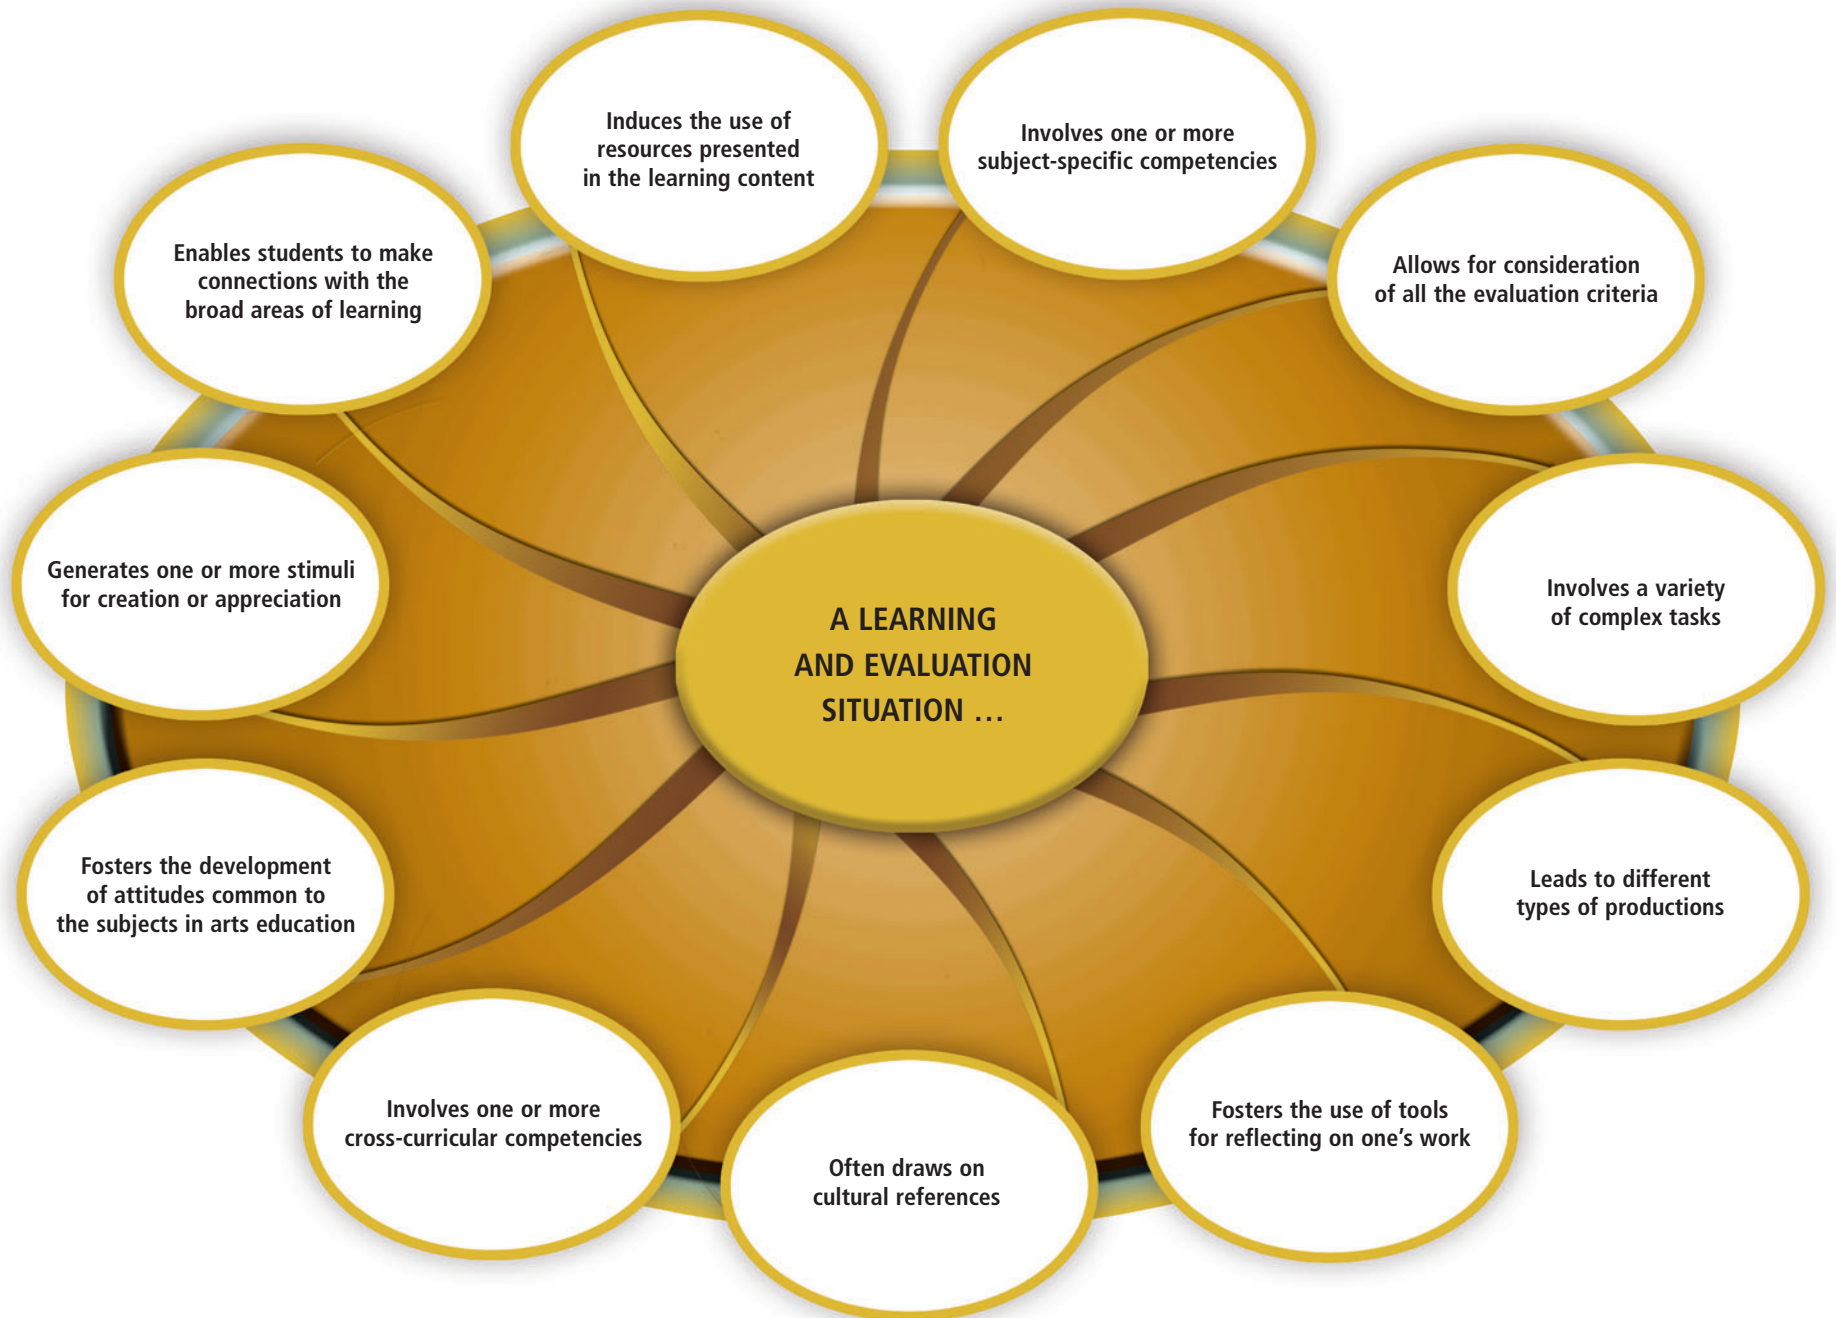 Induces the use of
resources presented
in the learning content
Involves one or more
subject-specific competencies
Enables students to make
connections with the
broad areas of learning
Allows for consideration
of all the evaluation criteria
Generates one or more stimuli
for creation or appreciation
A LEARNING
AND EVALUATION
SITUATION …
Involves a variety
of complex tasks
Fosters the development
of attitudes common to
the subjects in arts education
Leads to different
types of productions
Involves one or more
cross-curricular competencies
Often draws on
cultural references
Fosters the use of tools
for reflecting on one’s work